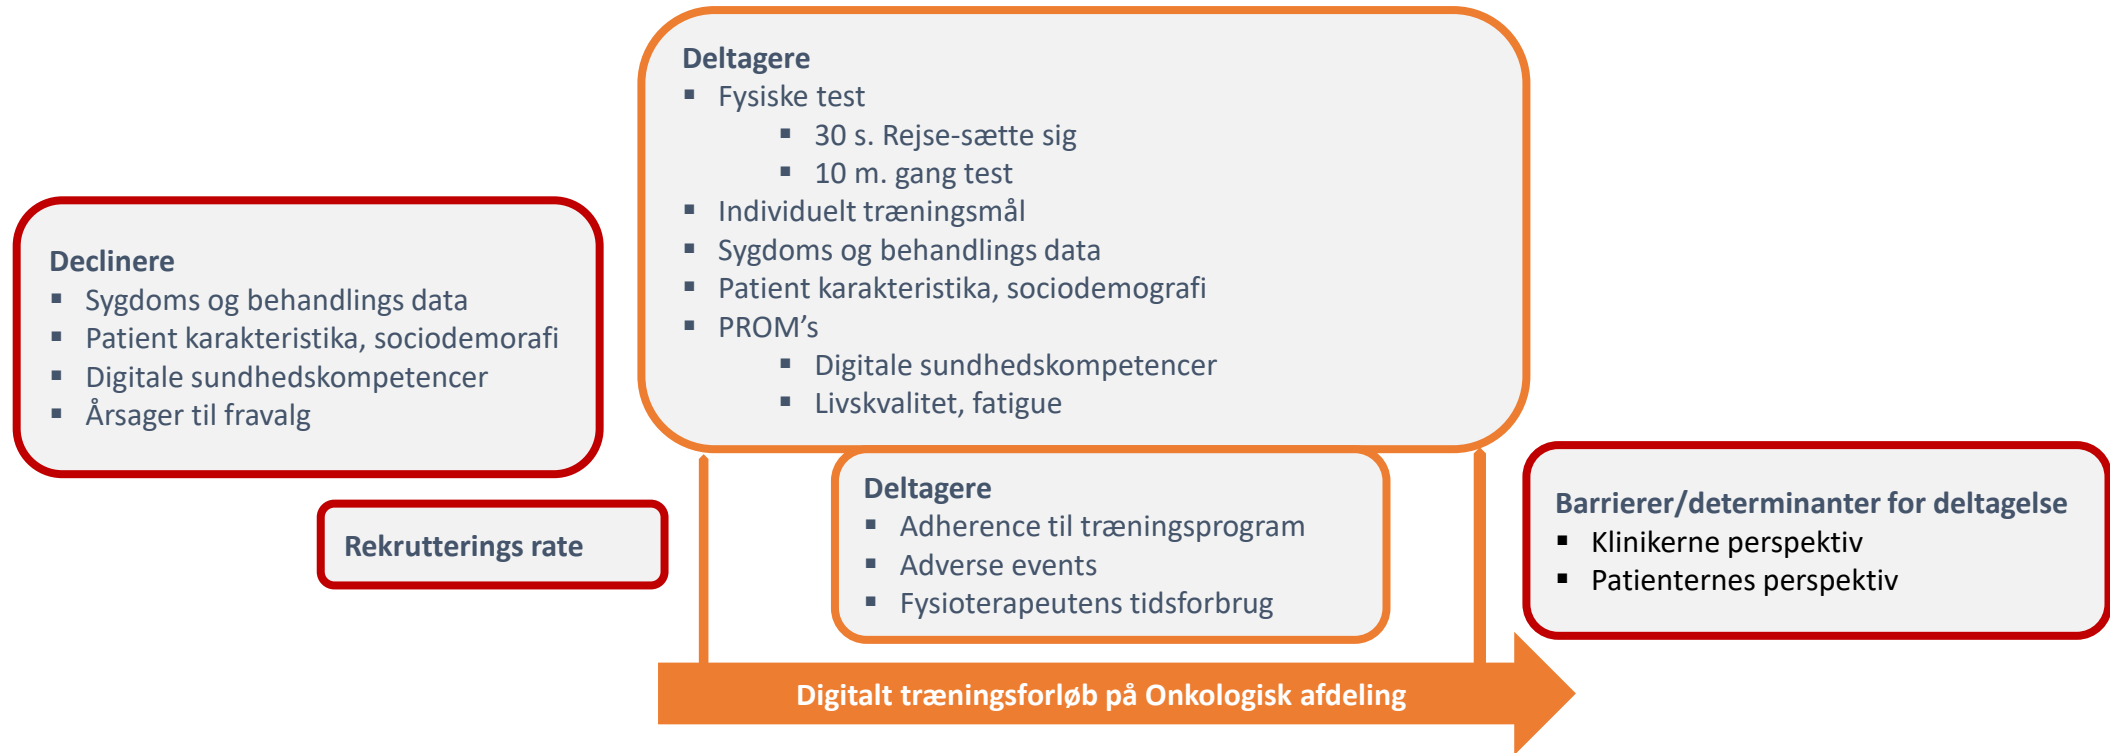 Deltagere
▪ Fysiske test
▪ 30 s. Rejse-sætte sig
▪ 10 m. gang test
▪ Individuelt træningsmål
▪ Sygdoms og behandlings data
▪ Patient karakteristika, sociodemografi
▪ PROM’s
▪ Digitale sundhedskompetencer
▪ Livskvalitet, fatigue
Declinere
▪ Sygdoms og behandlings data
▪ Patient karakteristika, sociodemorafi
▪ Digitale sundhedskompetencer
▪ Årsager til fravalg
Rekrutterings rate
Deltagere
▪ Adherence til træningsprogram
▪ Adverse events
▪ Fysioterapeutens tidsforbrug
Barrierer/determinanter for deltagelse
▪ Klinikerne perspektiv
▪ Patienternes perspektiv
Digitalt træningsforløb på Onkologisk afdeling